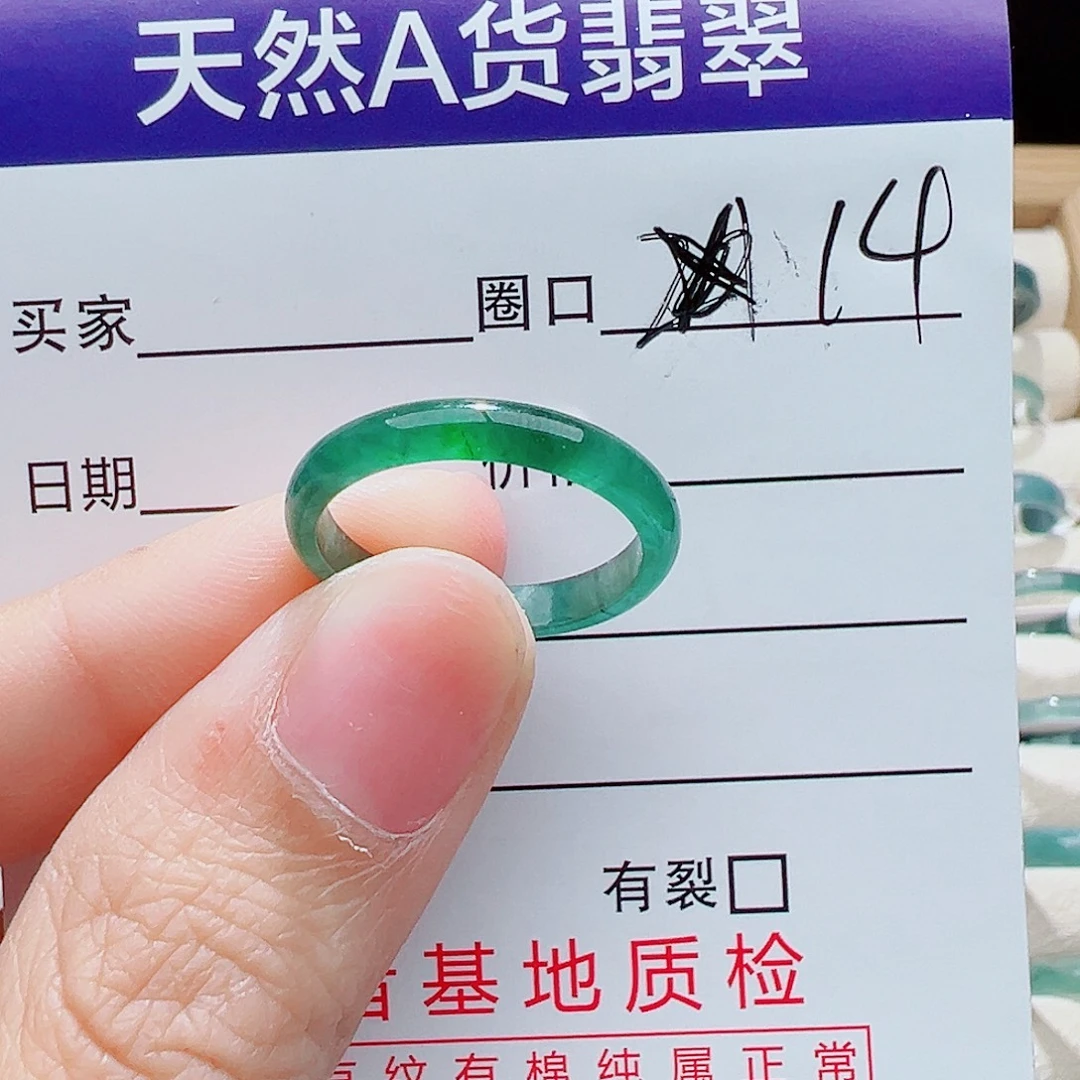 天然A货翡翠
买家 圈口 14
日期 价
有裂
基地质检
纹有棉纯属正常